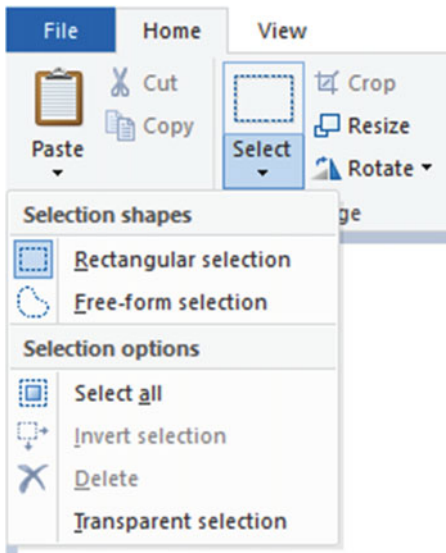 File Home View
Cut
Crop
Copy
Resize
Paste
Select
Rotate
Selection shapes
ge
Rectangular selection
Free-form selection
Selection options
Select all
Invert selection
Delete
Transparent selection